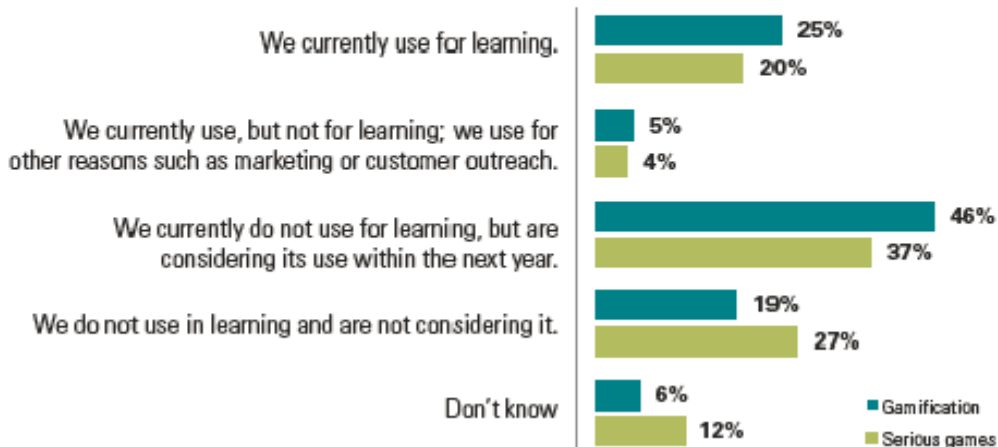 We currently use for learning.
25%
20%
We currently use, but not for learning; we use for
other reasons such as marketing or customer outreach.
5%
4%
We currently do not use for learning, but are
considering its use within the next year.
46%
37%
We do not use in learning and are not considering it.
19%
27%
Don't know
6%
12%
Gamification
Serious games